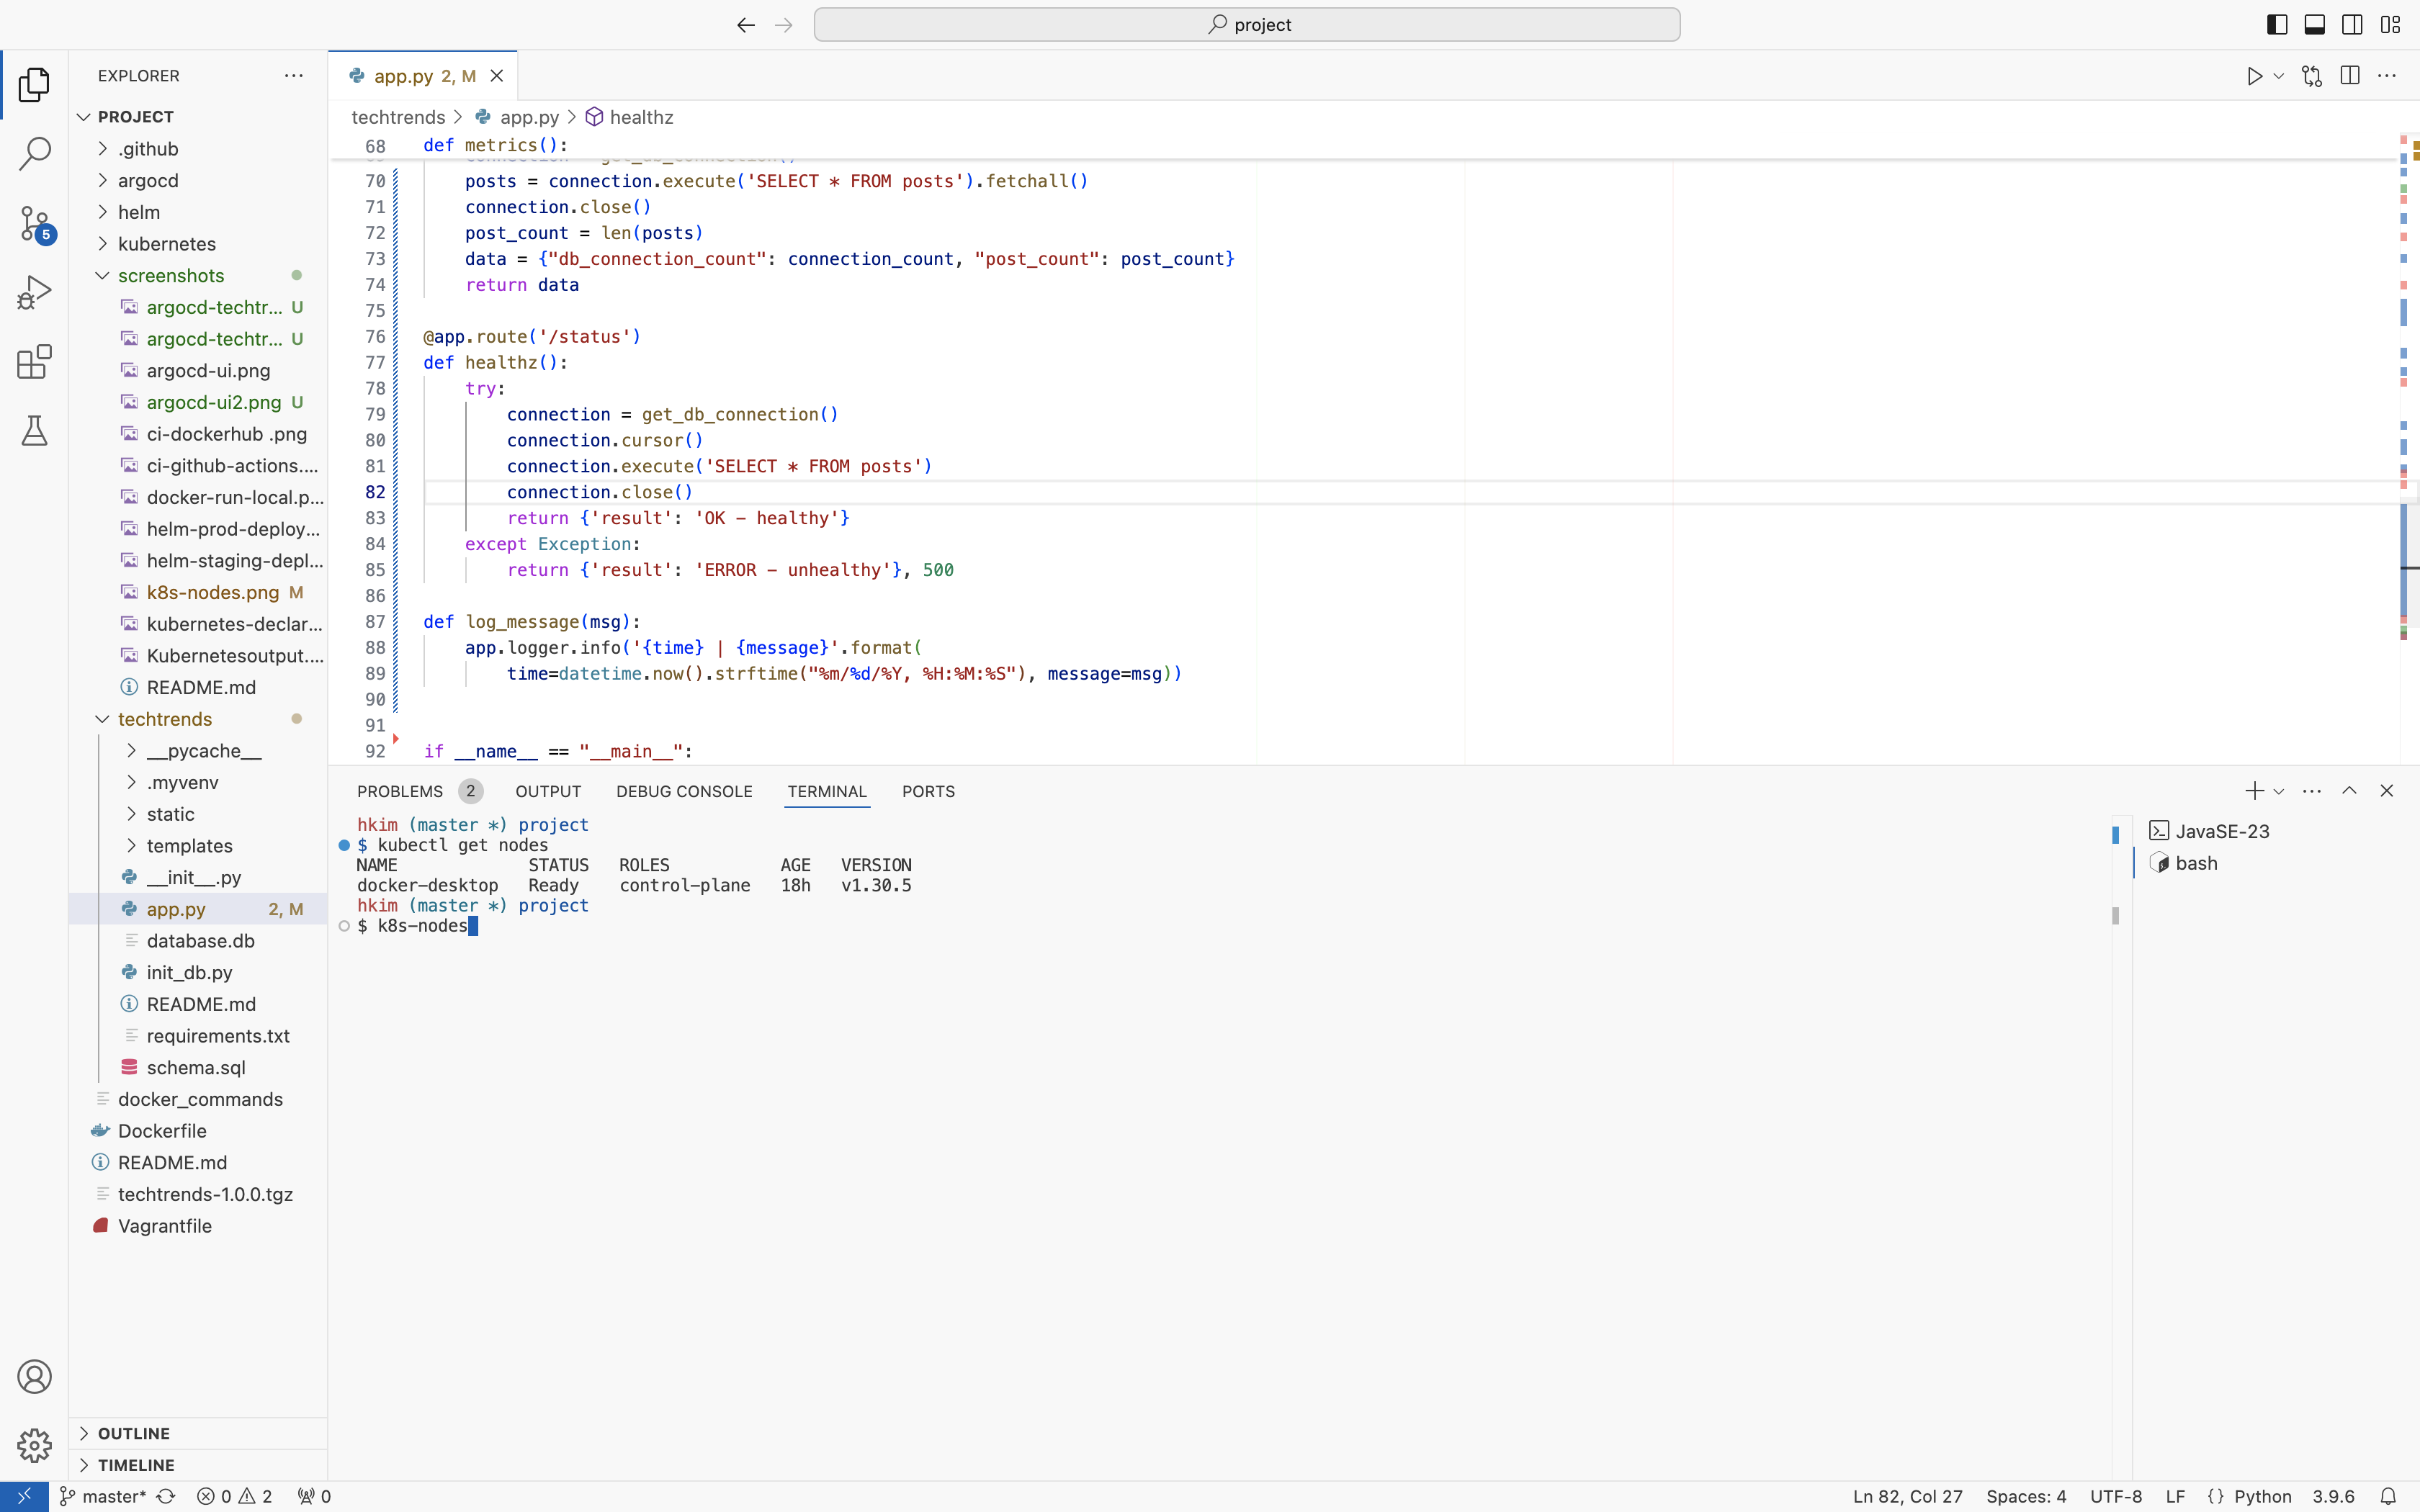 project
EXPLORER
PROJECT
.github
argocd
helm
kubernetes
screenshots
argocd-techtr... U
argocd-techtr... U
argocd-ui.png
argocd-ui2.png U
ci-dockerhub .png
ci-github-actions....
docker-run-local.p...
helm-prod-deploy...
helm-staging-depl...
k8s-nodes.png M
kubernetes-declar...
Kubernetesoutput....
README.md
techtrends
__pycache__
.myvenv
static
templates
__init__.py
app.py 2, M
database.db
init_db.py
README.md
requirements.txt
schema.sql
docker_commands
Dockerfile
README.md
techtrends-1.0.0.tgz
Vagrantfile
OUTLINE
TIMELINE
5
app.py 2, M
techtrends > app.py > healthz
68 def metrics():
70 posts = connection.execute('SELECT * FROM posts').fetchall()
71 connection.close()
72 post_count = len(posts)
73 data = {"db_connection_count": connection_count, "post_count": post_count}
74 return data
75
76 @app.route('/status')
77 def healthz():
78 try:
79 connection = get_db_connection()
80 connection.cursor()
81 connection.execute('SELECT * FROM posts')
82 connection.close()
83 return {'result': 'OK - healthy'}
84 except Exception:
85 return {'result': 'ERROR - unhealthy'}, 500
86
87 def log_message(msg):
88 app.logger.info('{time} | {message}'.format(
89 time=datetime.now().strftime("%m/%d/%Y, %H:%M:%S"), message=msg))
90
91
92 if __name__ == "__main__":
PROBLEMS 2 OUTPUT DEBUG CONSOLE TERMINAL PORTS
hkim (master *) project
$ kubectl get nodes
NAME STATUS ROLES AGE VERSION
docker-desktop Ready control-plane 18h v1.30.5
hkim (master *) project
$ k8s-nodes
JavaSE-23
bash
master* 0 2 0 Ln 82, Col 27 Spaces: 4 UTF-8 LF {} Python 3.9.6